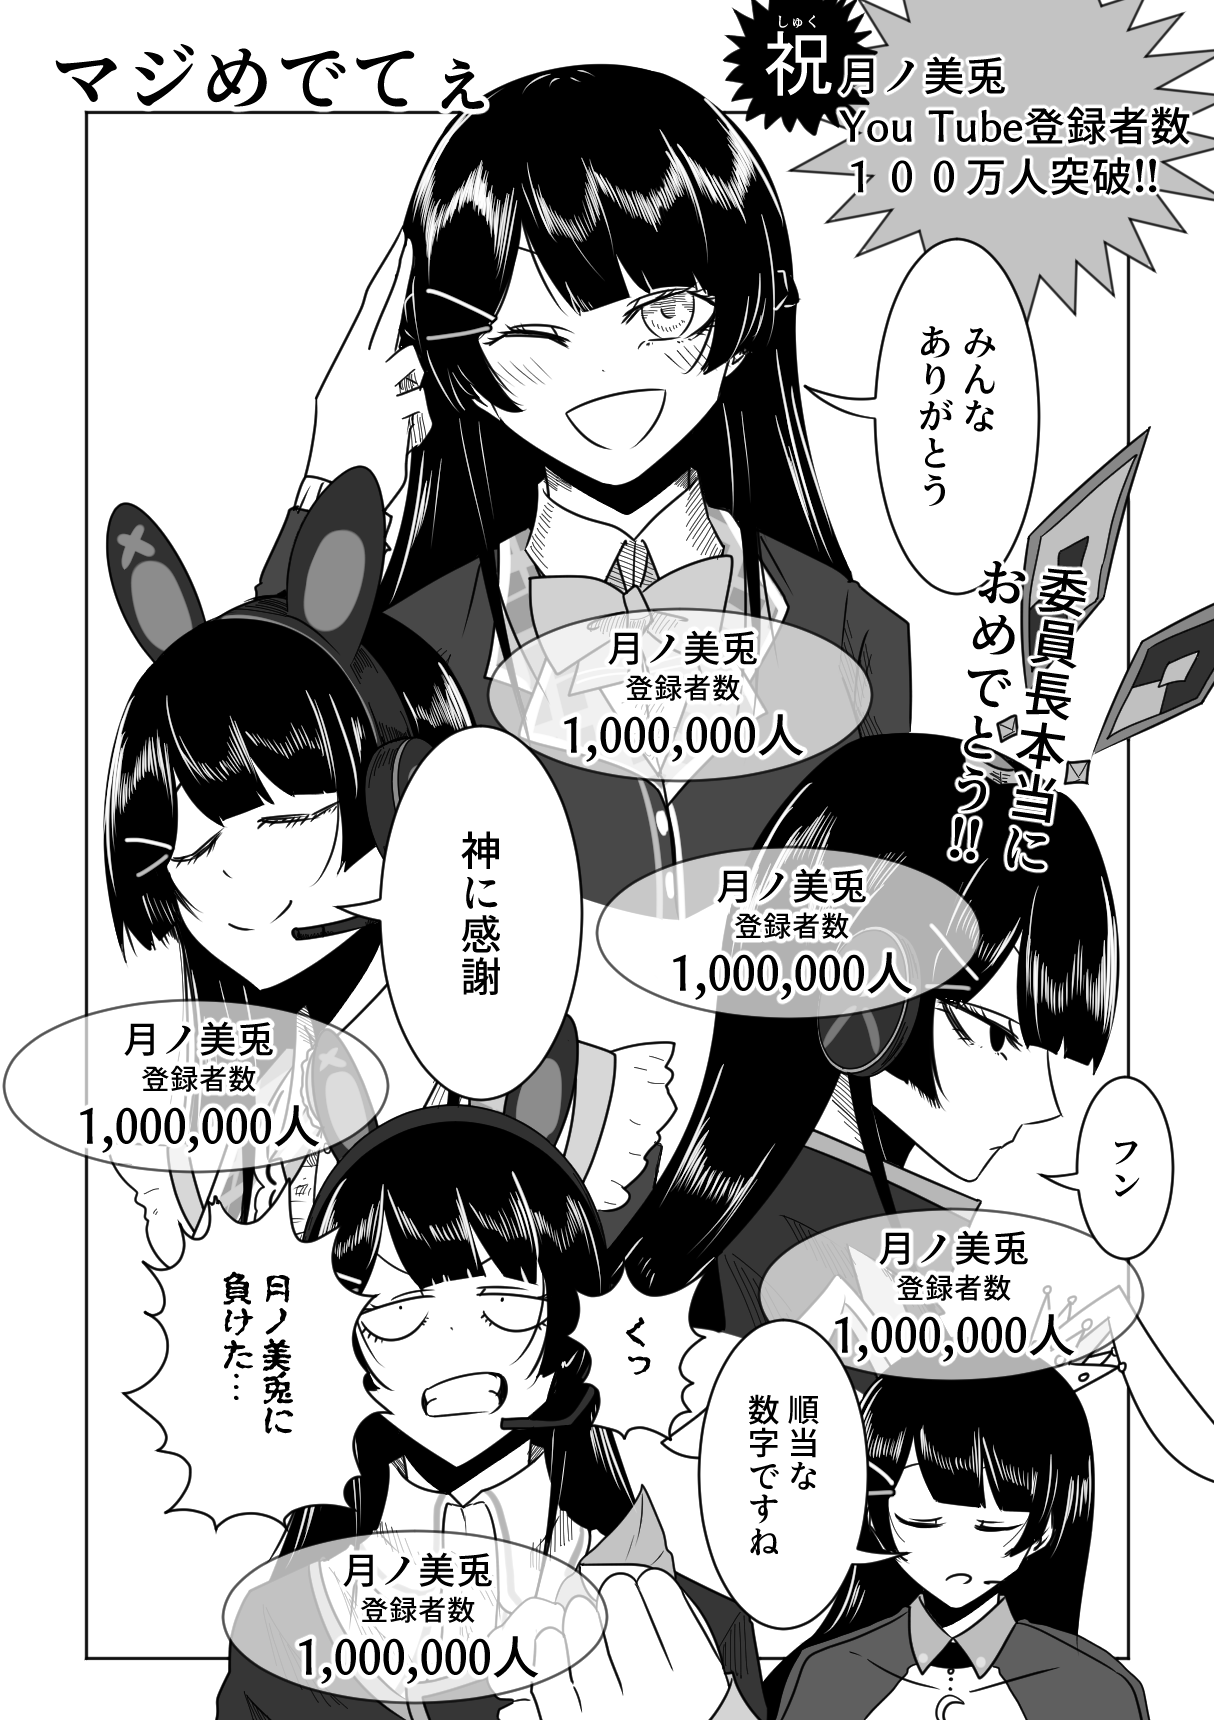 マジめでてぇ
しゅく
祝
月ノ美兎
You Tube登録者数
１００万人突破!!
みんな
ありがとう
委員長本当に
おめでとう!!
月ノ美兎
登録者数
1,000,000人
神に感謝
月ノ美兎
登録者数
1,000,000人
月ノ美兎
登録者数
1,000,000人
フン
月ノ美兎
登録者数
1,000,000人
くっ
月ノ美兎に
負けた…
順当な
数字ですね
月ノ美兎
登録者数
1,000,000人